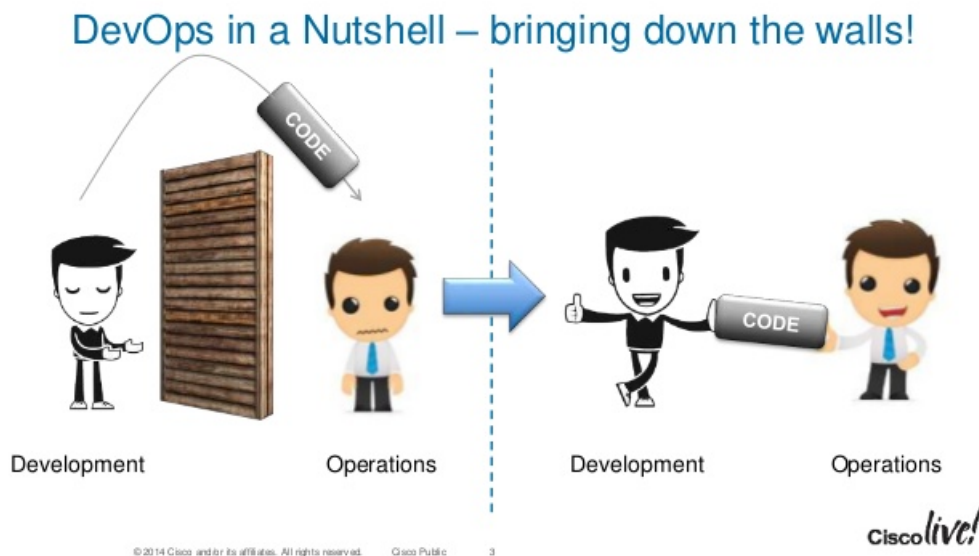 DevOps in a Nutshell – bringing down the walls!
CODE
CODE
Development
Operations
Development
Operations
© 2014 Cisco and/or its affiliates. All rights reserved. Cisco Public 3
Cisco live!